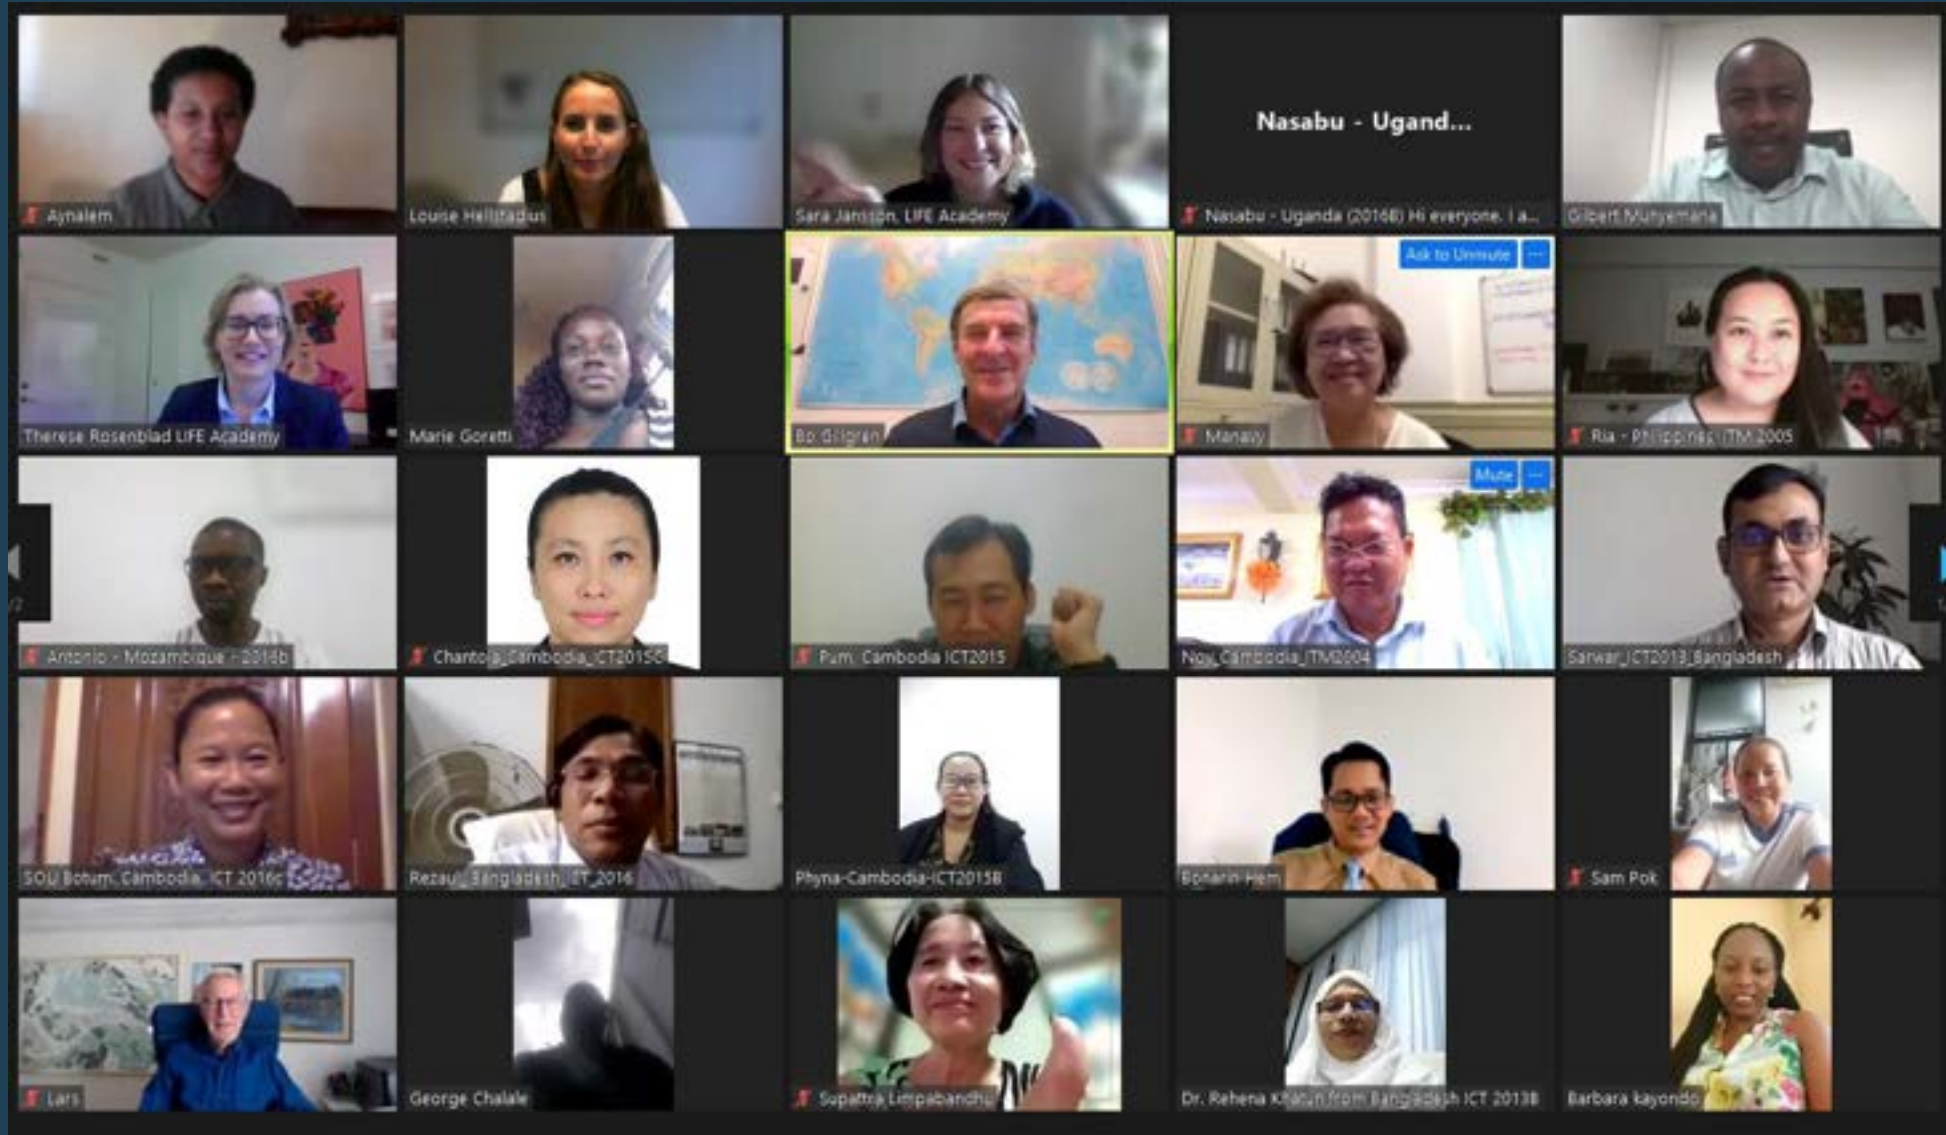 Aynalem
Louise Hellstadius
Sara Jansson, LIFE Academy
Nasabu - Ugand...
Nasabu - Uganda (2016B) Hi everyone. I a...
Gilbert Munyemana
Therese Rosenblad LIFE Academy
Marie Goretti
Bo Gillgren
Ask to Unmute ...
Manavy
Ria - Philippines, ITM 2005
Antonio - Mozambique - 2016b
Chantola_Cambodia_ICT2015C
Pum, Cambodia ICT2015
Mute ...
Noy_Cambodia_ITM2004
Sarwar_ICT2013_Bangladesh
SOU Botum, Cambodia, ICT 2016c
Rezaul_Bangladesh_ICT_2016
Phyna-Cambodia-ICT2015B
Bonarin Hem
Sam Pok
Lars
George Chalale
Supattra Limpabandhu
Dr. Rehena Khatun from Bangladesh ICT 2013B
Barbara kayondo